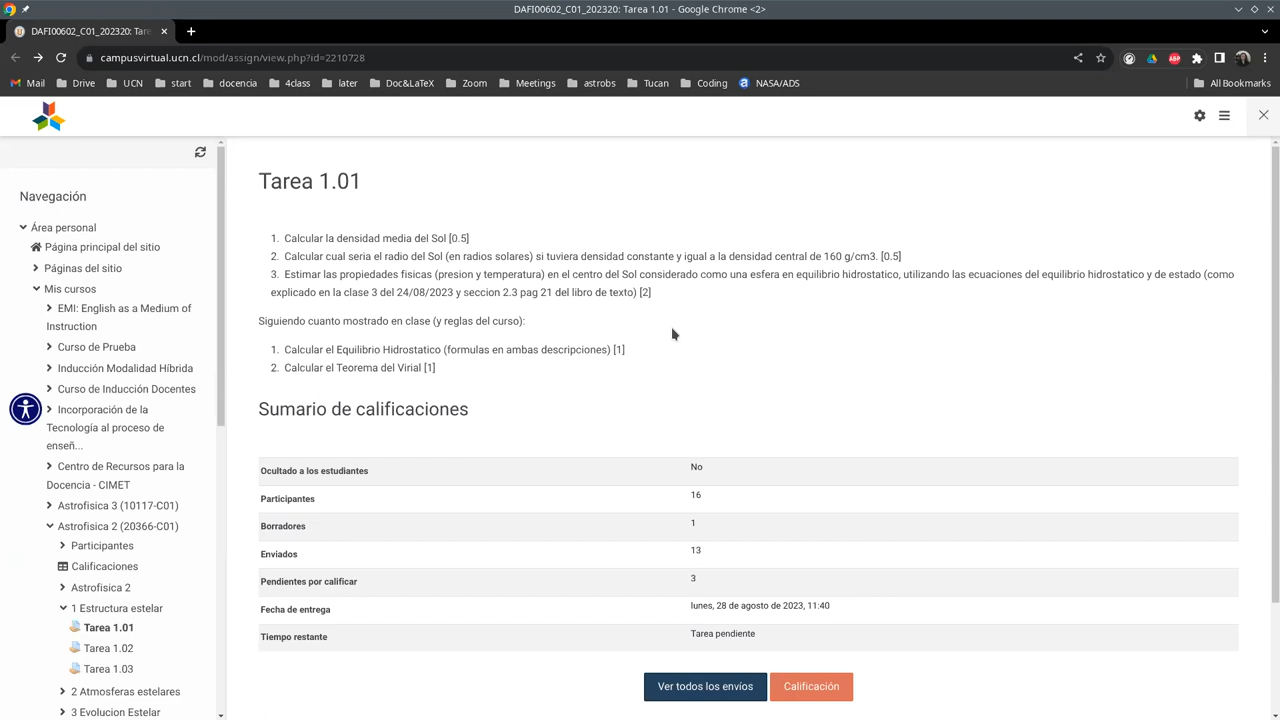 DAFI00602_C01_202320: Tarea 1.01 - Google Chrome <2>
DAFI00602_C01_202320: Tare
campusvirtual.ucn.cl/mod/assign/view.php?id=2210728
Mail Drive UCN start docencia 4class later Doc&LaTeX Zoom Meetings astrobs Tucan Coding NASA/ADS All Bookmarks
Navegación
Área personal
Página principal del sitio
Páginas del sitio
Mis cursos
EMI: English as a Medium of
Instruction
Curso de Prueba
Inducción Modalidad Híbrida
Curso de Inducción Docentes
Incorporación de la
Tecnología al proceso de
enseñ...
Centro de Recursos para la
Docencia - CIMET
Astrofisica 3 (10117-C01)
Astrofisica 2 (20366-C01)
Participantes
Calificaciones
Astrofisica 2
1 Estructura estelar
Tarea 1.01
Tarea 1.02
Tarea 1.03
2 Atmosferas estelares
3 Evolucion Estelar
Tarea 1.01
1. Calcular la densidad media del Sol [0.5]
2. Calcular cual seria el radio del Sol (en radios solares) si tuviera densidad constante y igual a la densidad central de 160 g/cm3. [0.5]
3. Estimar las propiedades fisicas (presion y temperatura) en el centro del Sol considerado como una esfera en equilibrio hidrostatico, utilizando las ecuaciones del equilibrio hidrostatico y de estado (como
explicado en la clase 3 del 24/08/2023 y seccion 2.3 pag 21 del libro de texto) [2]
Siguiendo cuanto mostrado en clase (y reglas del curso):
1. Calcular el Equilibrio Hidrostatico (formulas en ambas descripciones) [1]
2. Calcular el Teorema del Virial [1]
Sumario de calificaciones
Ocultado a los estudiantes No
Participantes 16
Borradores 1
Enviados 13
Pendientes por calificar 3
Fecha de entrega lunes, 28 de agosto de 2023, 11:40
Tiempo restante Tarea pendiente
Ver todos los envíos Calificación